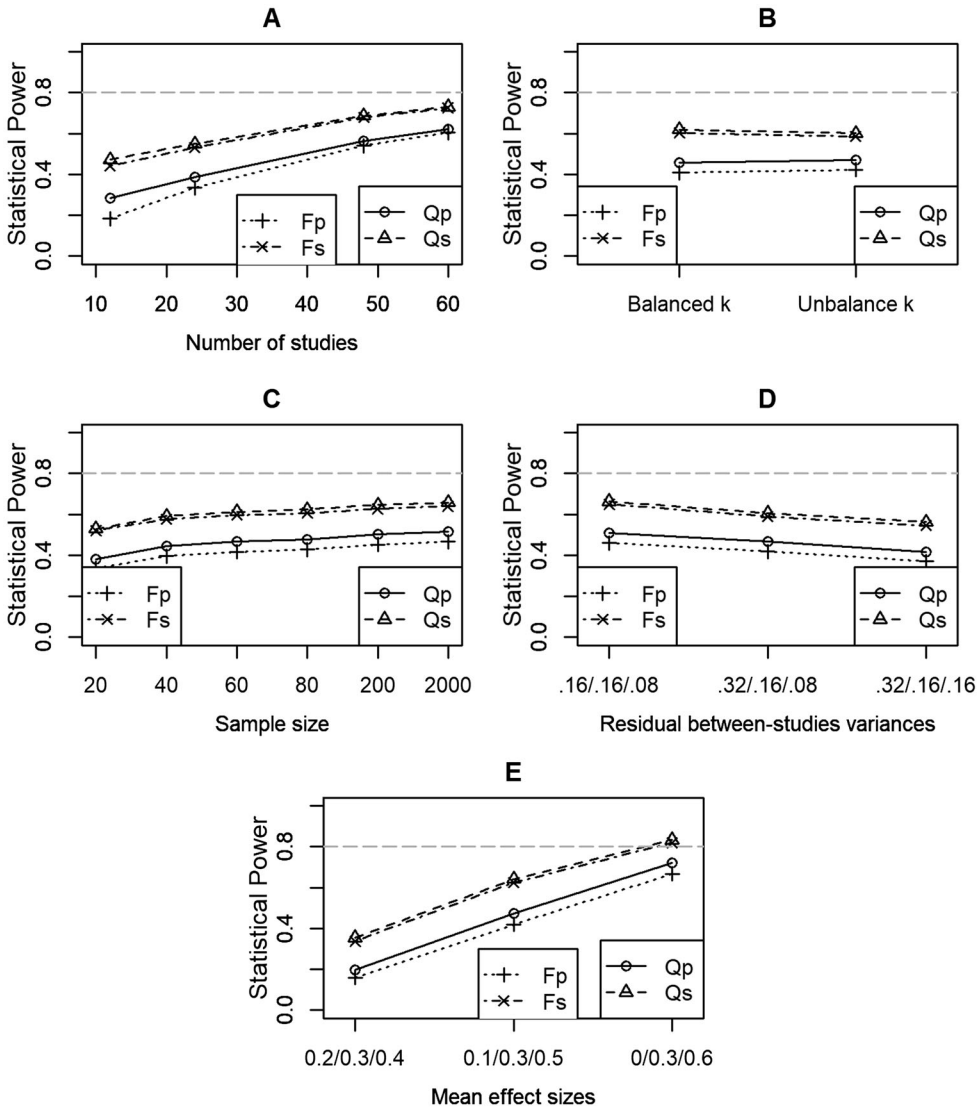 A
Statistical Power
0.0 0.4 0.8
Fp
Fs
Qp
Qs
10 20 30 40 50 60
Number of studies
B
Statistical Power
0.0 0.4 0.8
Fp
Fs
Qp
Qs
Balanced k Unbalance k
C
Statistical Power
0.0 0.4 0.8
Fp
Fs
Qp
Qs
20 40 60 80 200 2000
Sample size
D
Statistical Power
0.0 0.4 0.8
Fp
Fs
Qp
Qs
.16/.16/.08 .32/.16/.08 .32/.16/.16
Residual between-studies variances
E
Statistical Power
0.0 0.4 0.8
Fp
Fs
Qp
Qs
0.2/0.3/0.4 0.1/0.3/0.5 0/0.3/0.6
Mean effect sizes